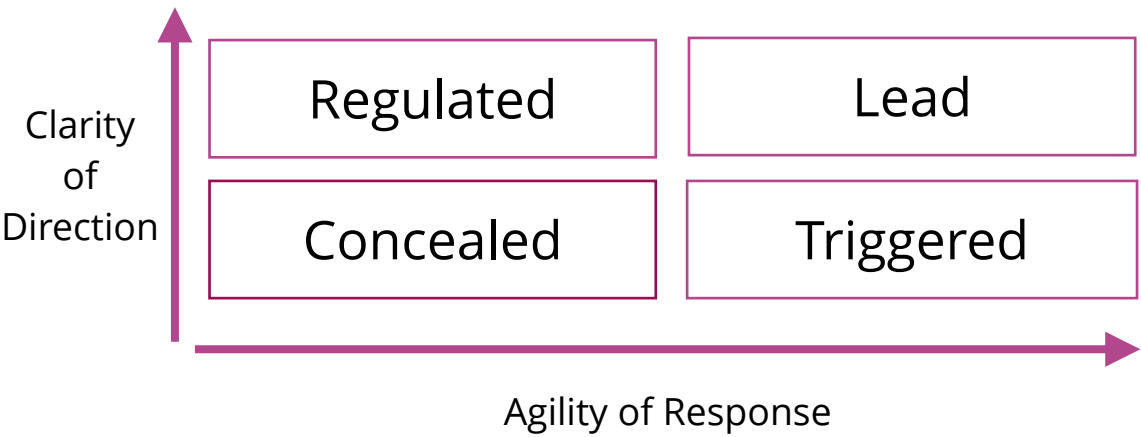 Regulated
Lead
Clarity
of
Direction
Concealed
Triggered
Agility of Response